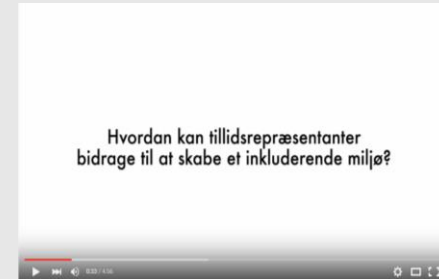 Hvordan kan tillidsrepræsentanter
bidrage til at skabe et inkluderende miljø?